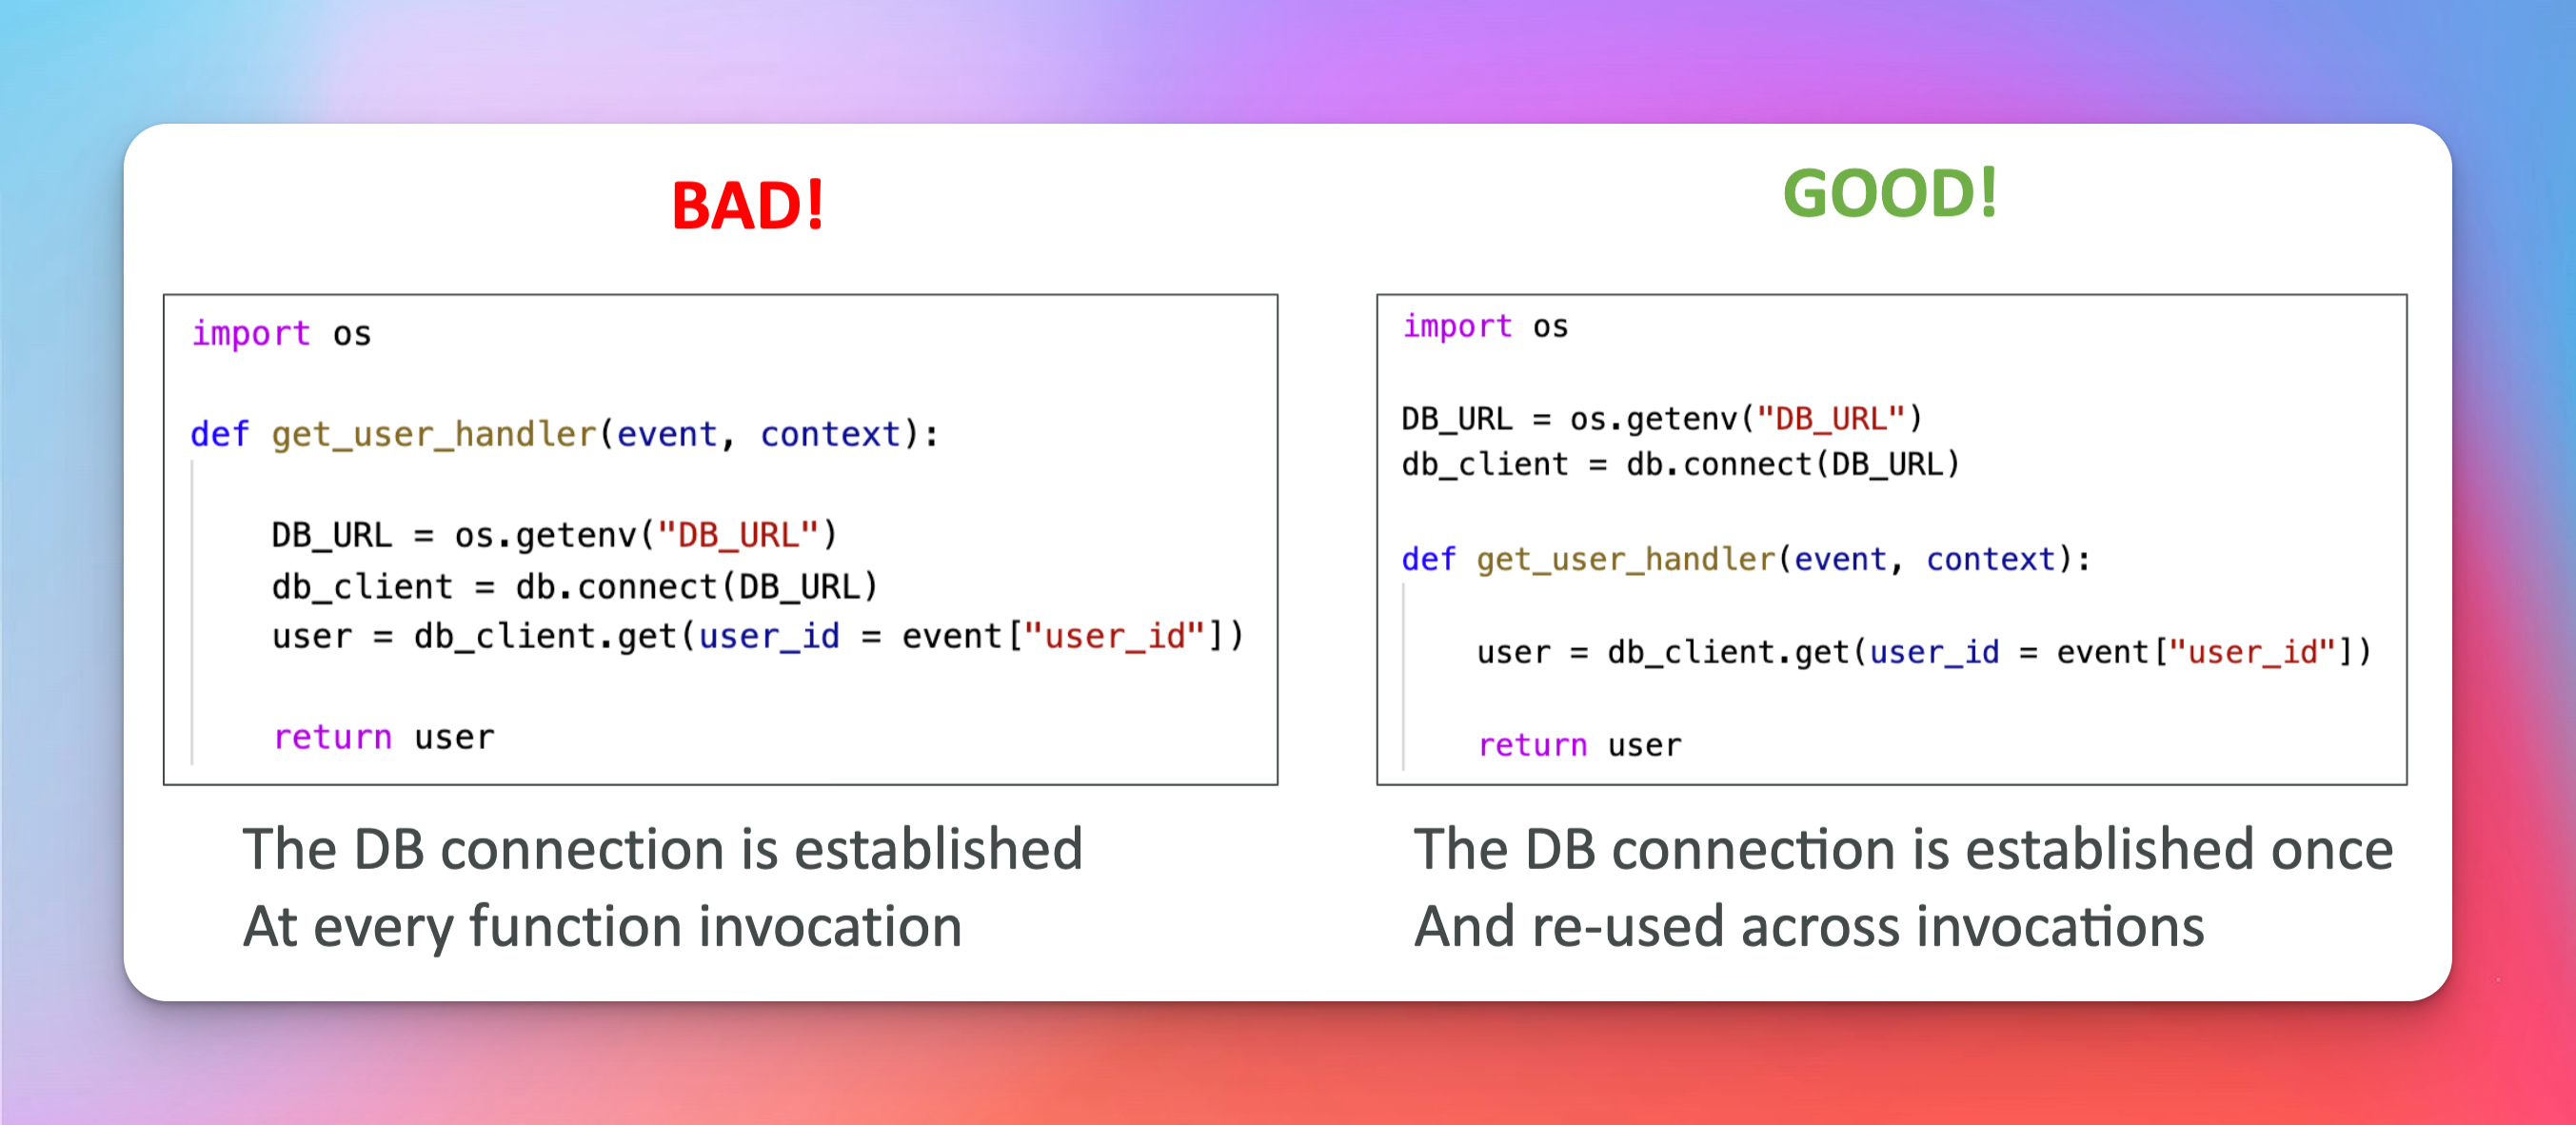 BAD!
import os
def get_user_handler(event, context):
DB_URL = os.getenv("DB_URL")
db_client = db.connect(DB_URL)
user = db_client.get(user_id = event["user_id"])
return user
The DB connection is established
At every function invocation
GOOD!
import os
DB_URL = os.getenv("DB_URL")
db_client = db.connect(DB_URL)
def get_user_handler(event, context):
user = db_client.get(user_id = event["user_id"])
return user
The DB connection is established once
And re-used across invocations